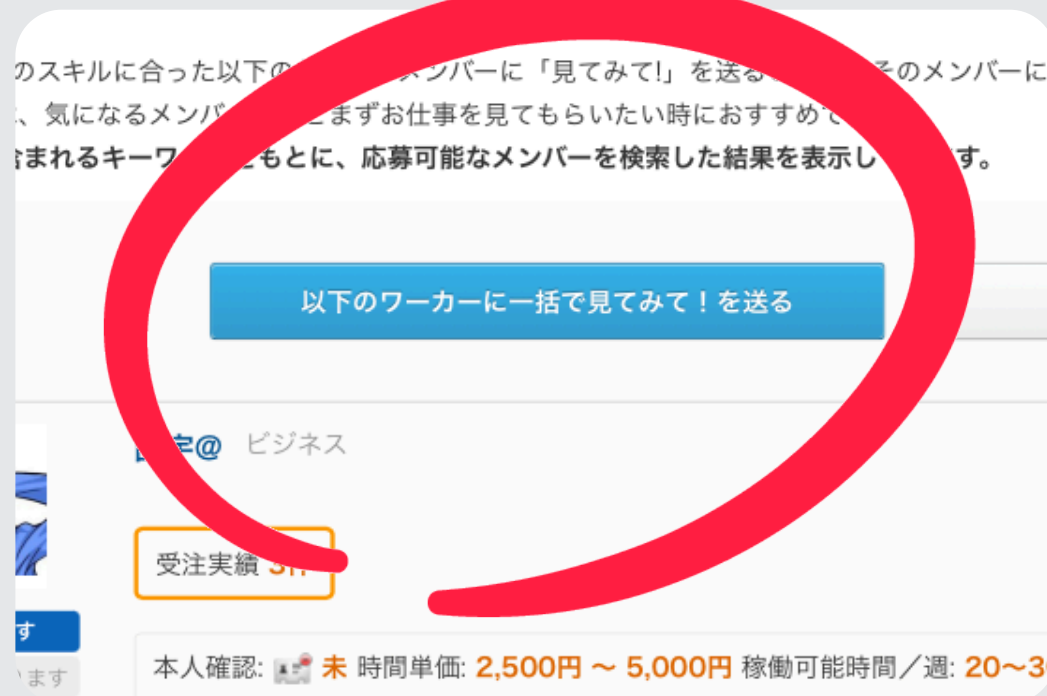 のスキルに合った以下の メンバーに「見てみて!」を送る そのメンバーに
、気になるメンバ まずお仕事を見てもらいたい時におすすめ
まれるキーワ をもとに、応募可能なメンバーを検索した結果を表示し す。
以下のワーカーに一括で見てみて！を送る
@ ビジネス
受注実績
す
ます
本人確認: 未 時間単価: 2,500円 〜 5,000円 稼働可能時間／週: 20〜3